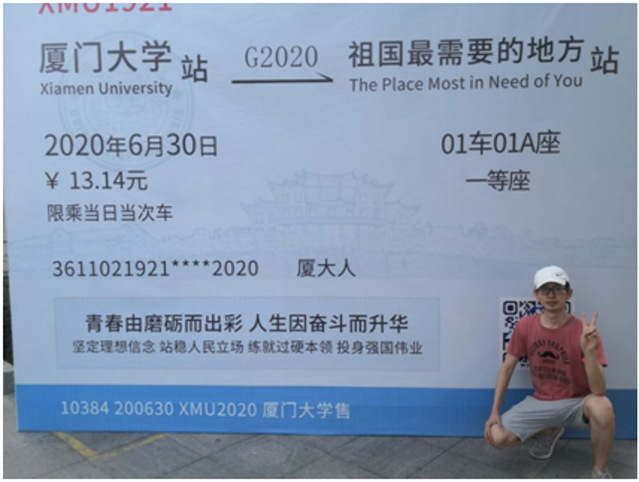 XMU1921
厦门大学站 G2020 祖国最需要的地方站
Xiamen University The Place Most in Need of You
2020年6月30日 01车01A座
¥ 13.14元 一等座
限乘当日当次车
3611021921****2020 厦大人
青春由磨砺而出彩 人生因奋斗而升华
坚定理想信念 站稳人民立场 练就过硬本领 投身强国伟业
10384 200630 XMU2020 厦门大学售